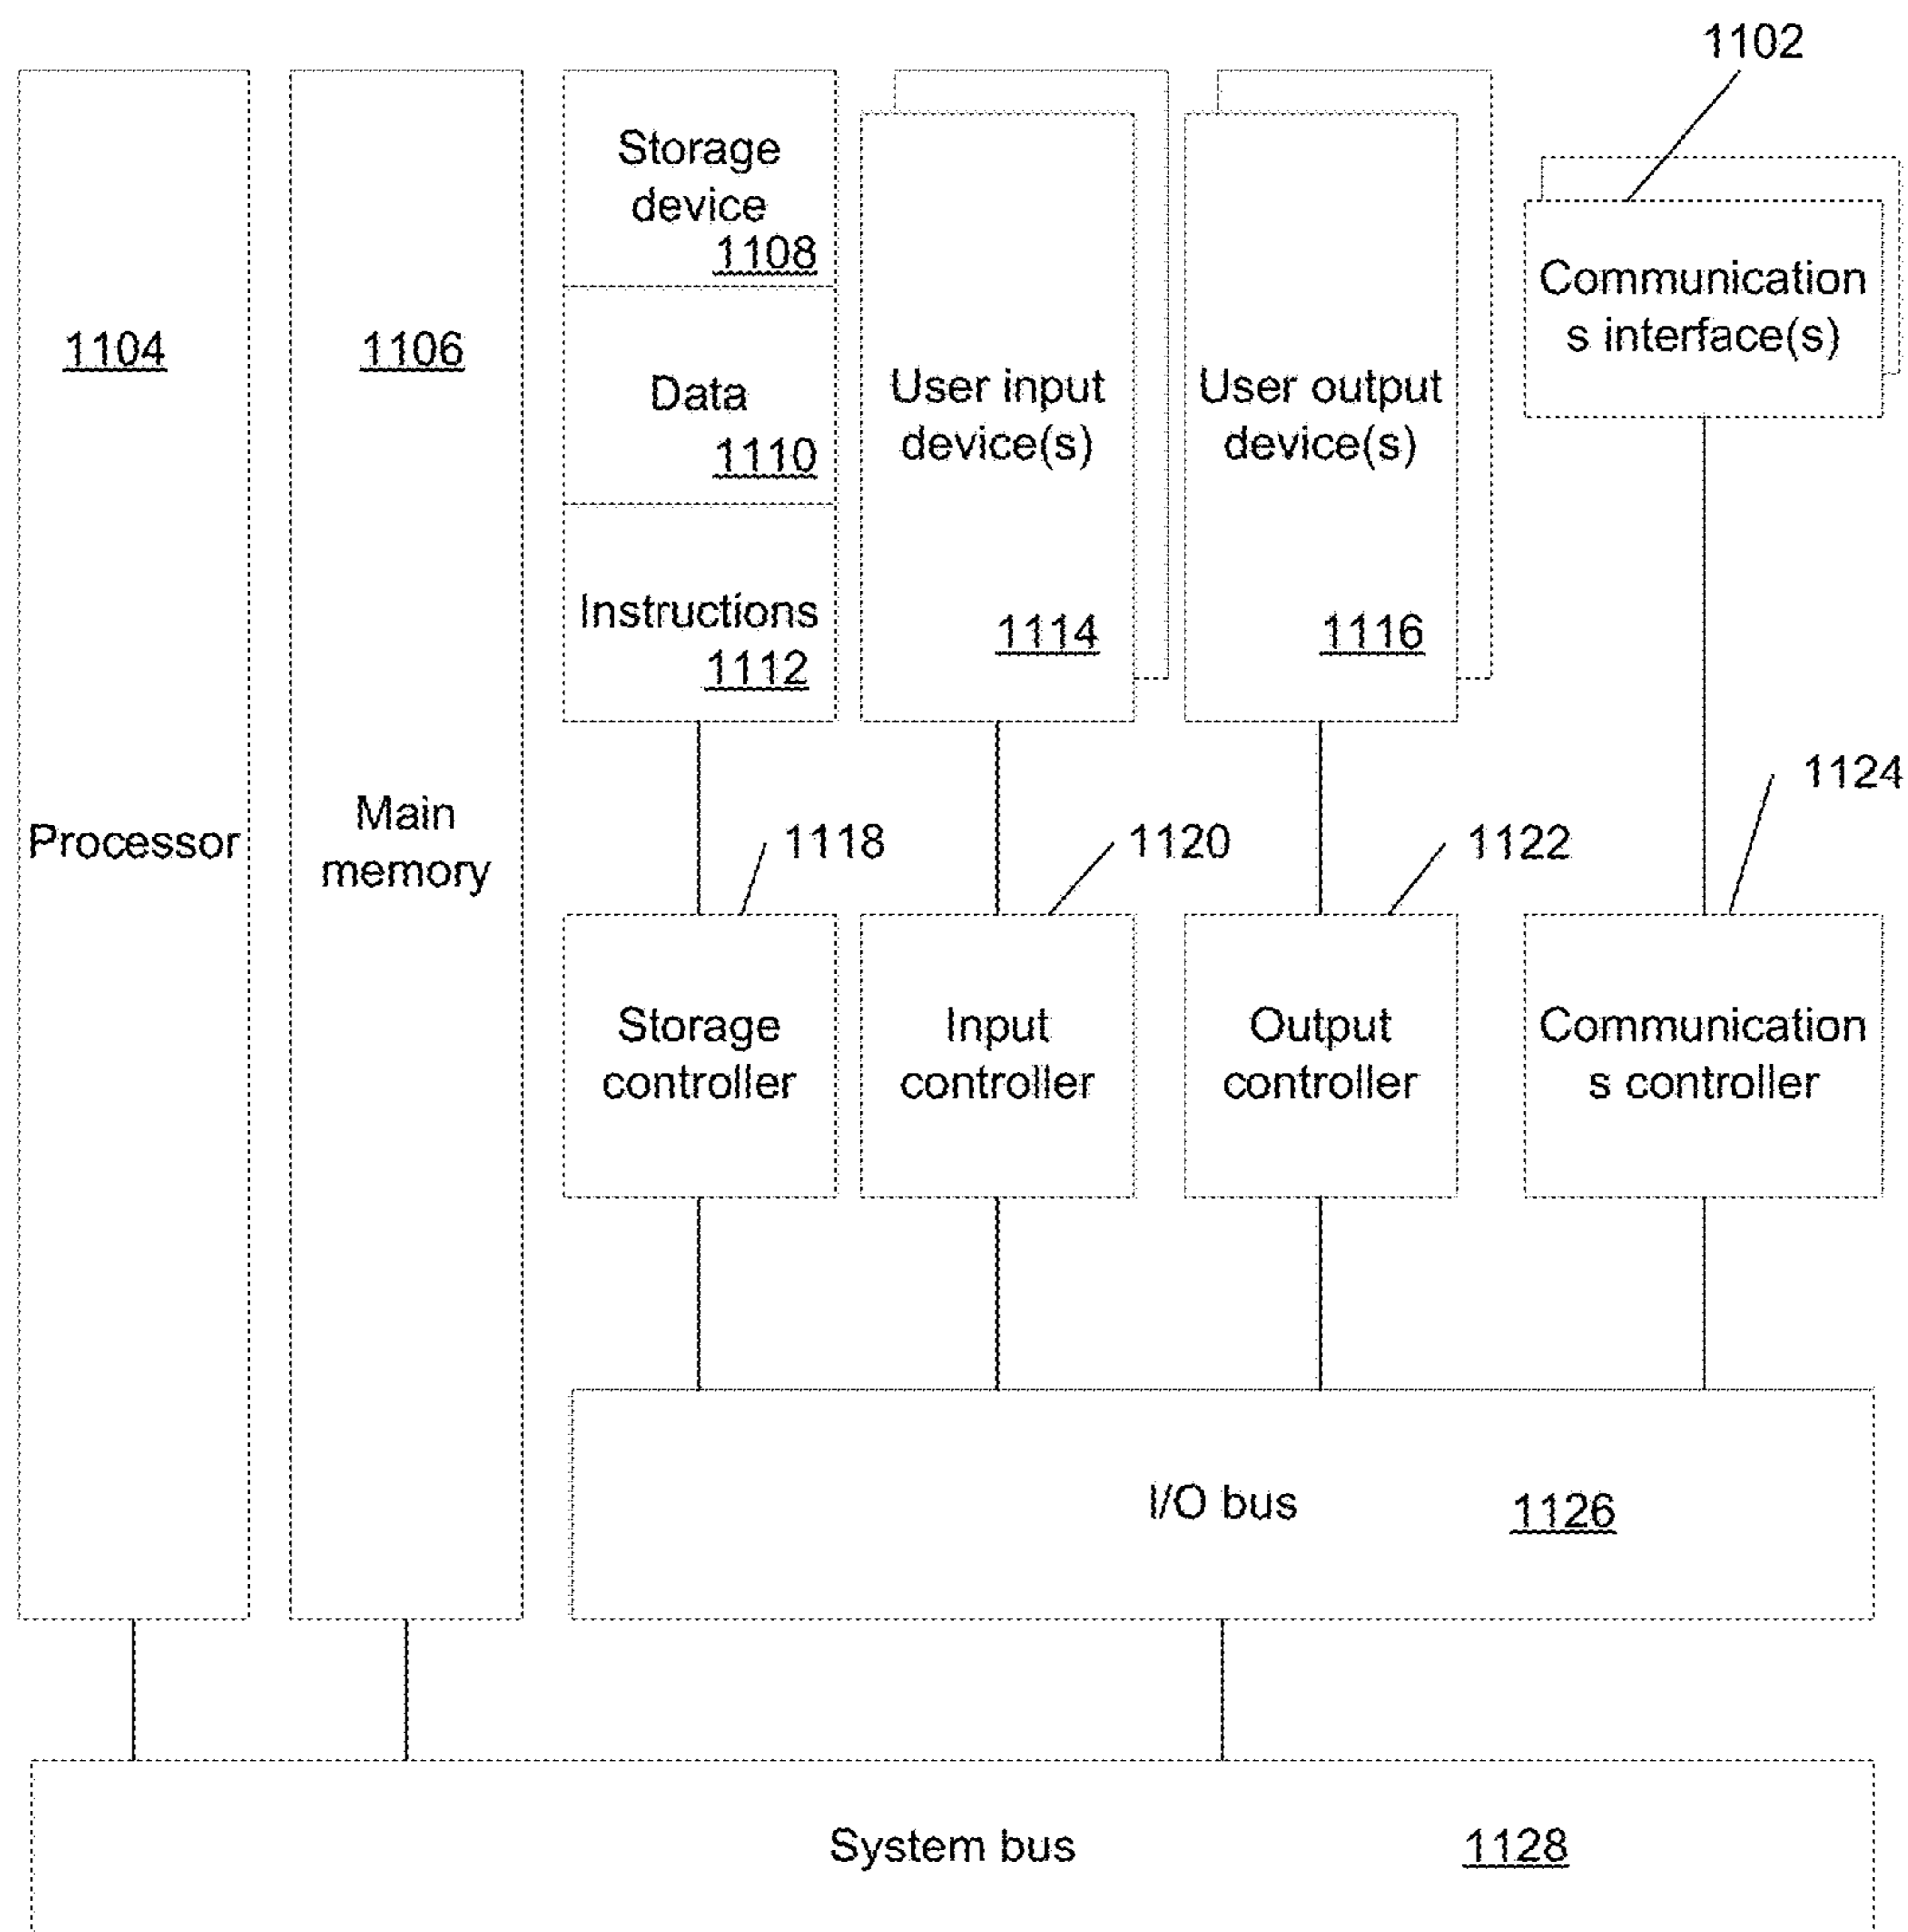 1102
Storage
device
1108
Communication
s interface(s)
1104
1106
Data
1110
User input
device(s)
User output
device(s)
Instructions
1112
1114
1116
1124
Processor
Main
memory
1118
1120
1122
Storage
controller
Input
controller
Output
controller
Communication
s controller
I/O bus
1126
System bus
1128